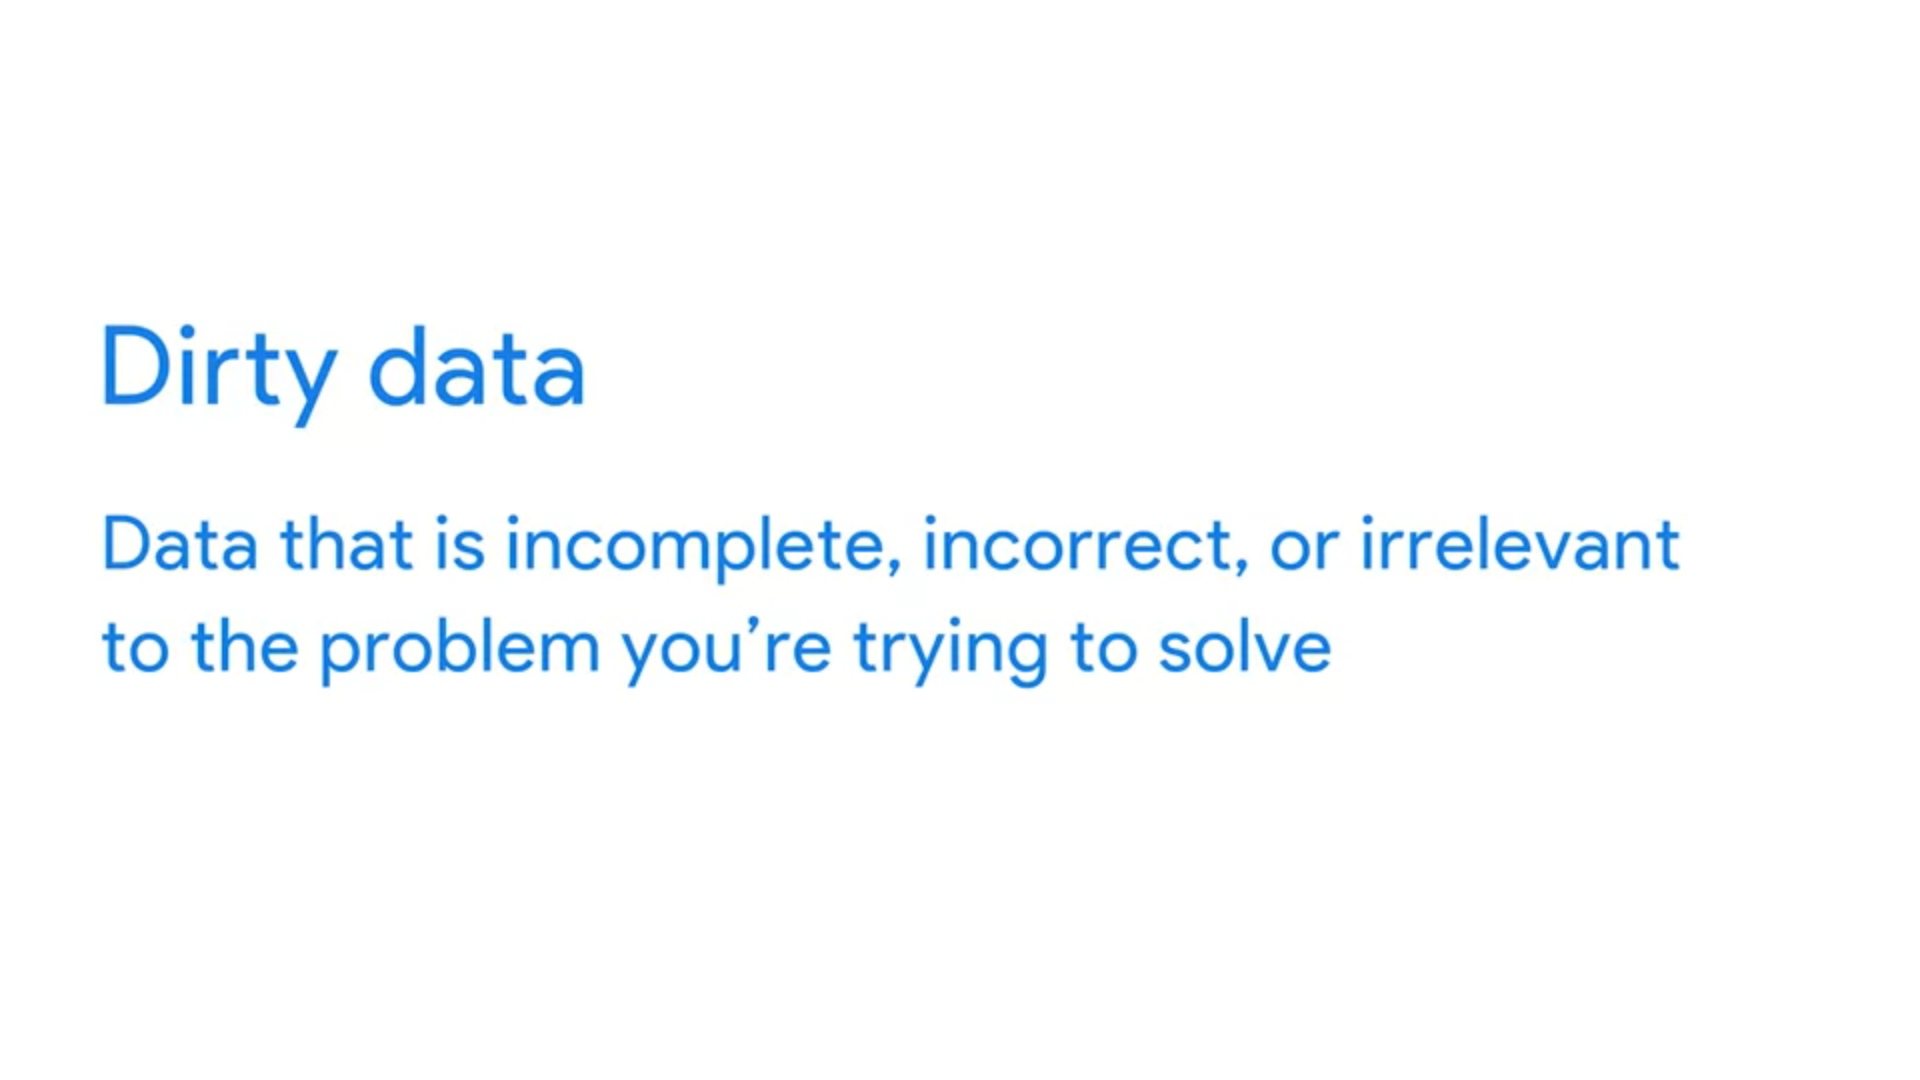 Dirty data
Data that is incomplete, incorrect, or irrelevant
to the problem you’re trying to solve